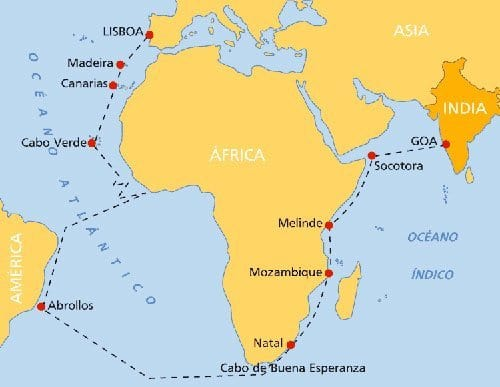 LISBOA
ASIA
OCÉANO ATLÁNTICO
Madeira
Canarias
INDIA
Cabo Verde
GOA
ÁFRICA
Socotora
Melinde
OCÉANO
ÍNDICO
Mozambique
AMÉRICA
Abrollos
Natal
Cabo de Buena Esperanza